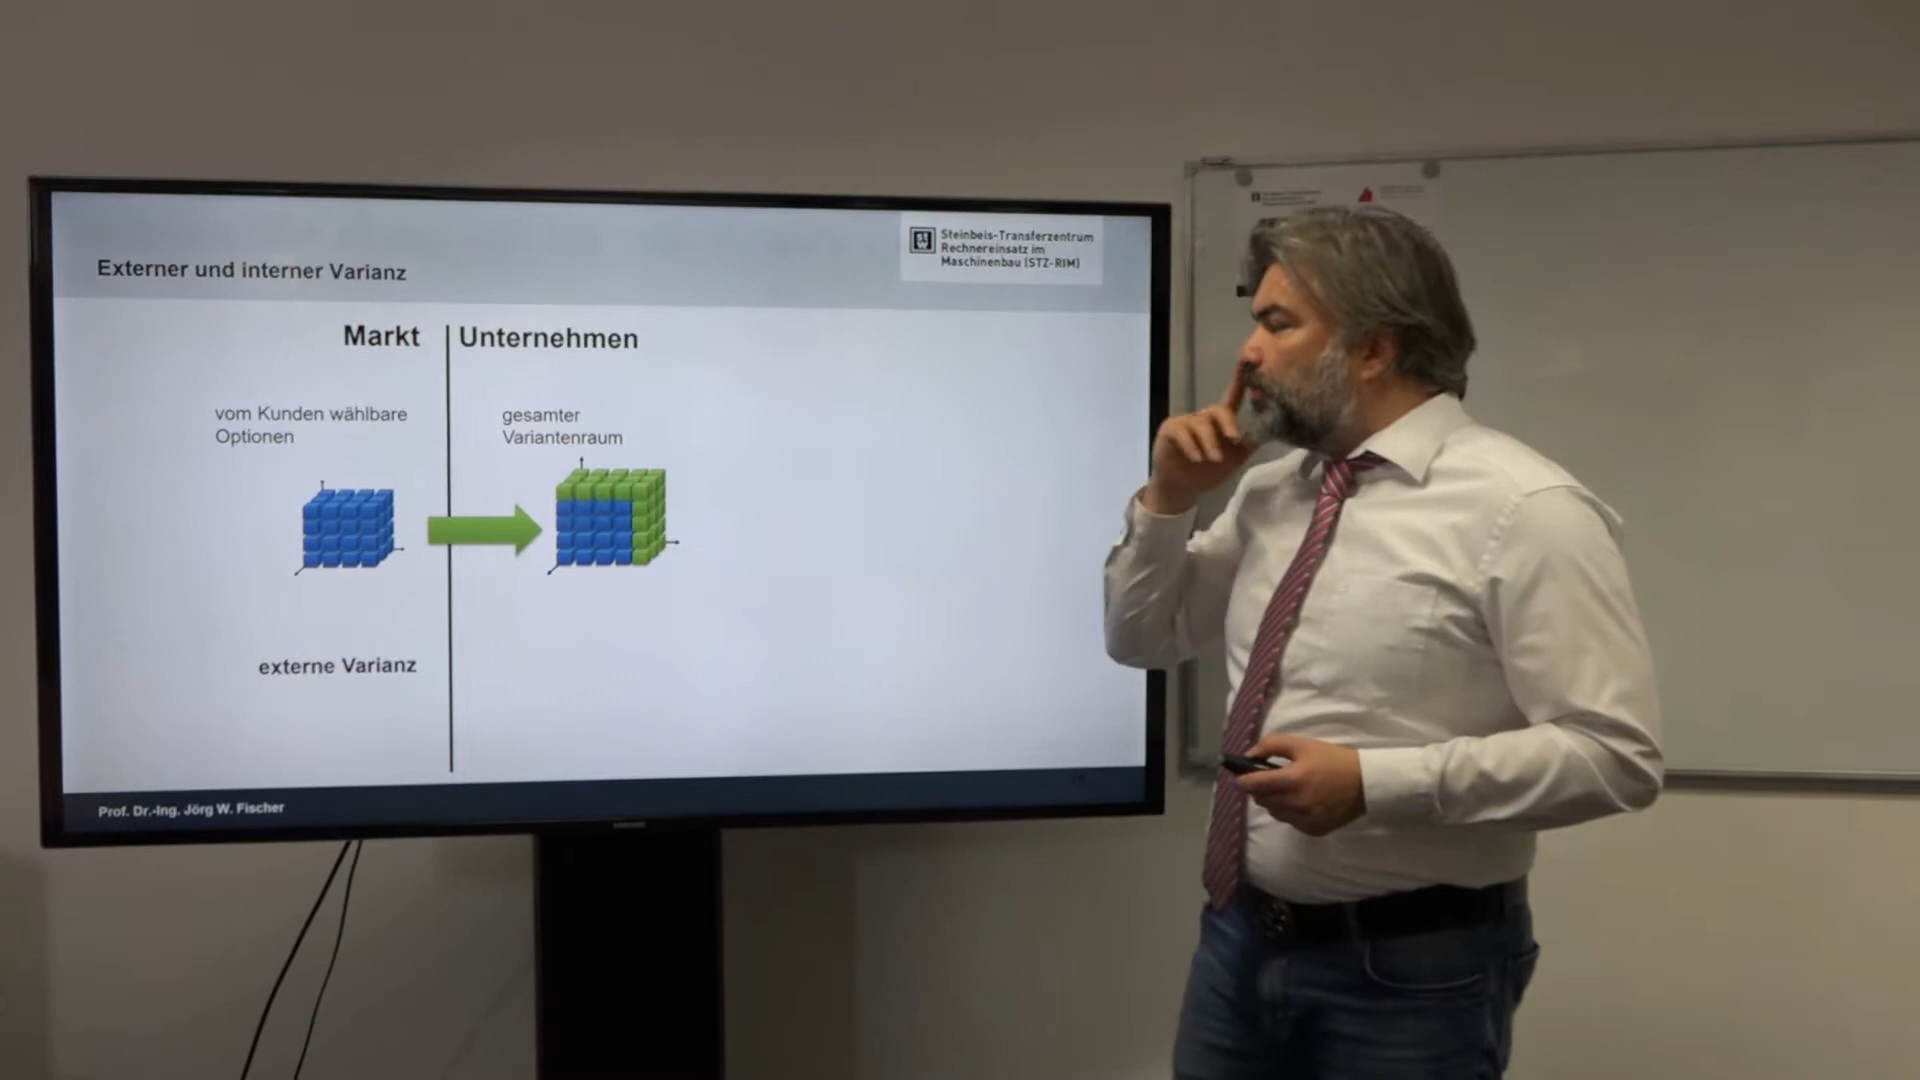 Steinbeis-Transferzentrum
Rechnereinsatz im
Maschinenbau (STZ-RIM)
Externer und interner Varianz
Markt
Unternehmen
vom Kunden wählbare
Optionen
gesamter
Variantenraum
externe Varianz
Prof. Dr.-Ing. Jörg W. Fischer